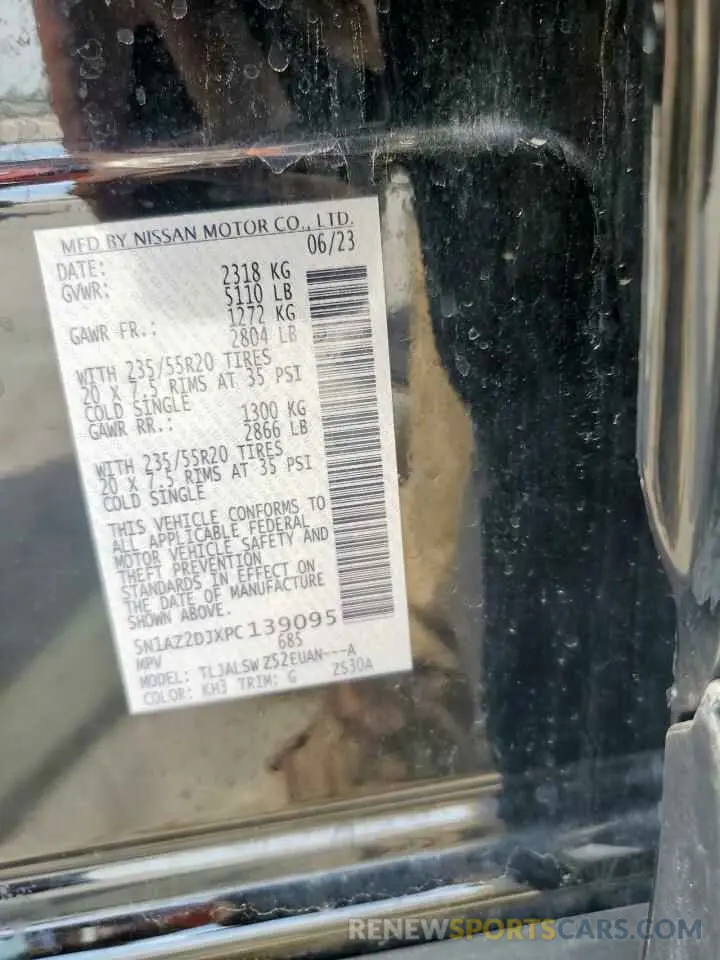 MFD BY NISSAN MOTOR CO., LTD.
DATE: 06/23
GVWR: 2318 KG
5110 LB
GAWR FR.: 1272 KG
2804 LB
WITH 235/55R20 TIRES
20 X 7.5 RIMS AT 35 PSI
COLD SINGLE
GAWR RR.: 1300 KG
2866 LB
WITH 235/55R20 TIRES
20 X 7.5 RIMS AT 35 PSI
COLD SINGLE
THIS VEHICLE CONFORMS TO
ALL APPLICABLE FEDERAL
MOTOR VEHICLE SAFETY AND
THEFT PREVENTION
STANDARDS IN EFFECT ON
THE DATE OF MANUFACTURE
SHOWN ABOVE.
5N1AZ2DJXPC139095
MPV 685
MODEL: TLJALSW Z52EUAN---A
COLOR: KH3 TRIM: G 2S30A
RENEWSPORTSCARS.COM